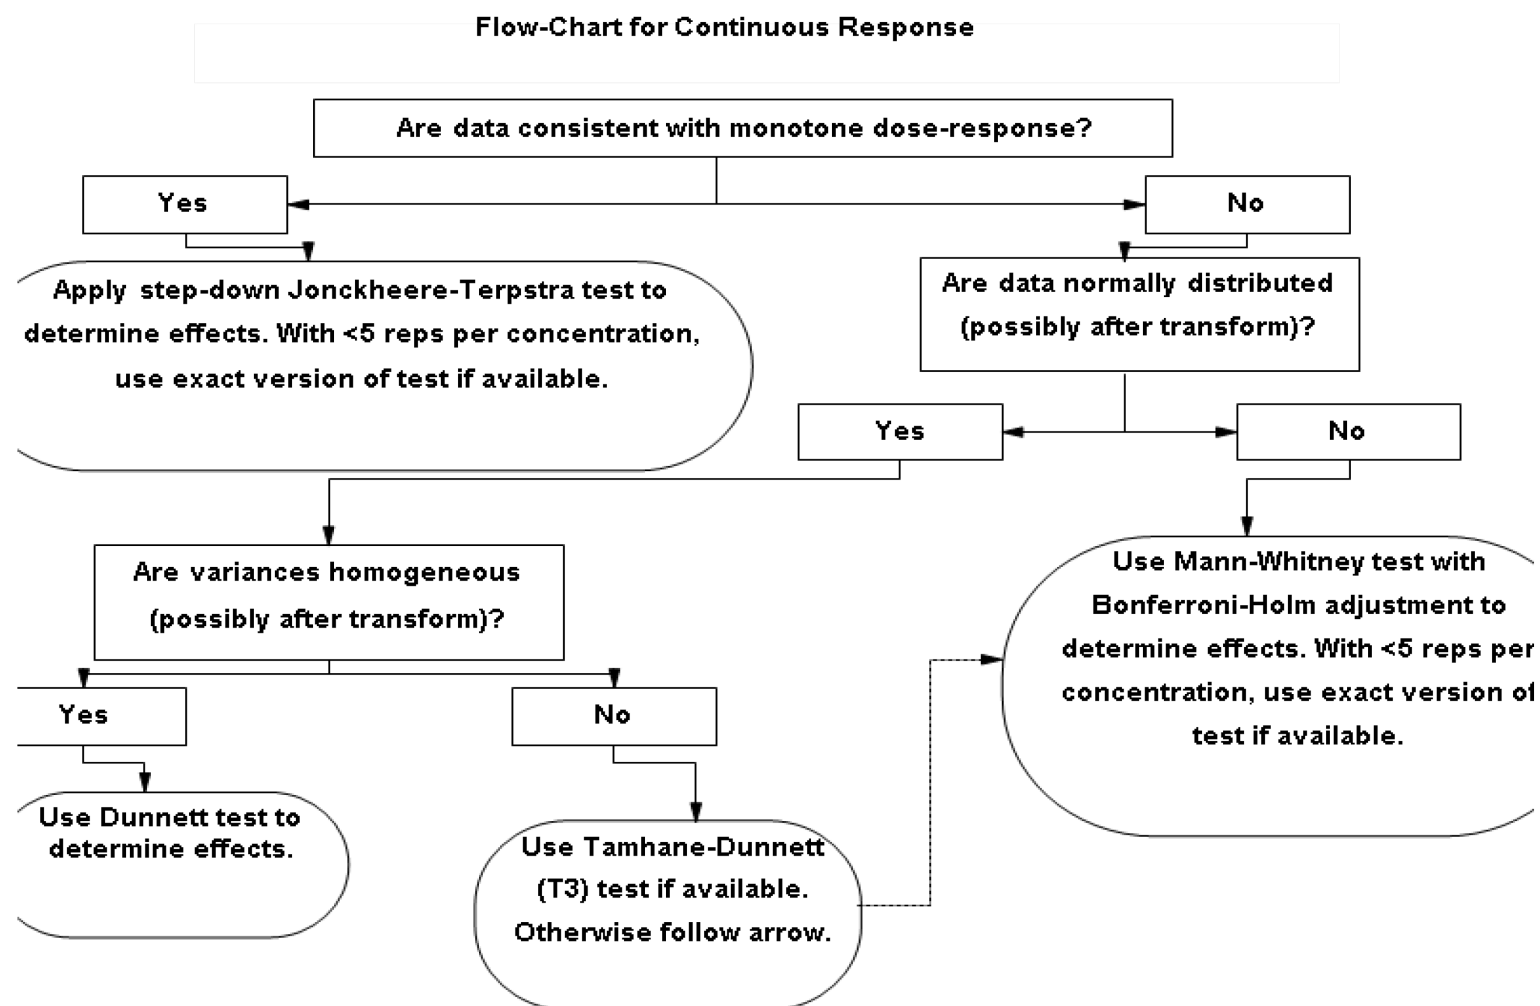 Flow-Chart for Continuous Response
Are data consistent with monotone dose-response?
Yes
No
Apply step-down Jonckheere-Terpstra test to
determine effects. With <5 reps per concentration,
use exact version of test if available.
Are data normally distributed
(possibly after transform)?
Yes
No
Are variances homogeneous
(possibly after transform)?
Use Mann-Whitney test with
Bonferroni-Holm adjustment to
determine effects. With <5 reps per
concentration, use exact version of
test if available.
Yes
No
Use Dunnett test to
determine effects.
Use Tamhane-Dunnett
(T3) test if available.
Otherwise follow arrow.